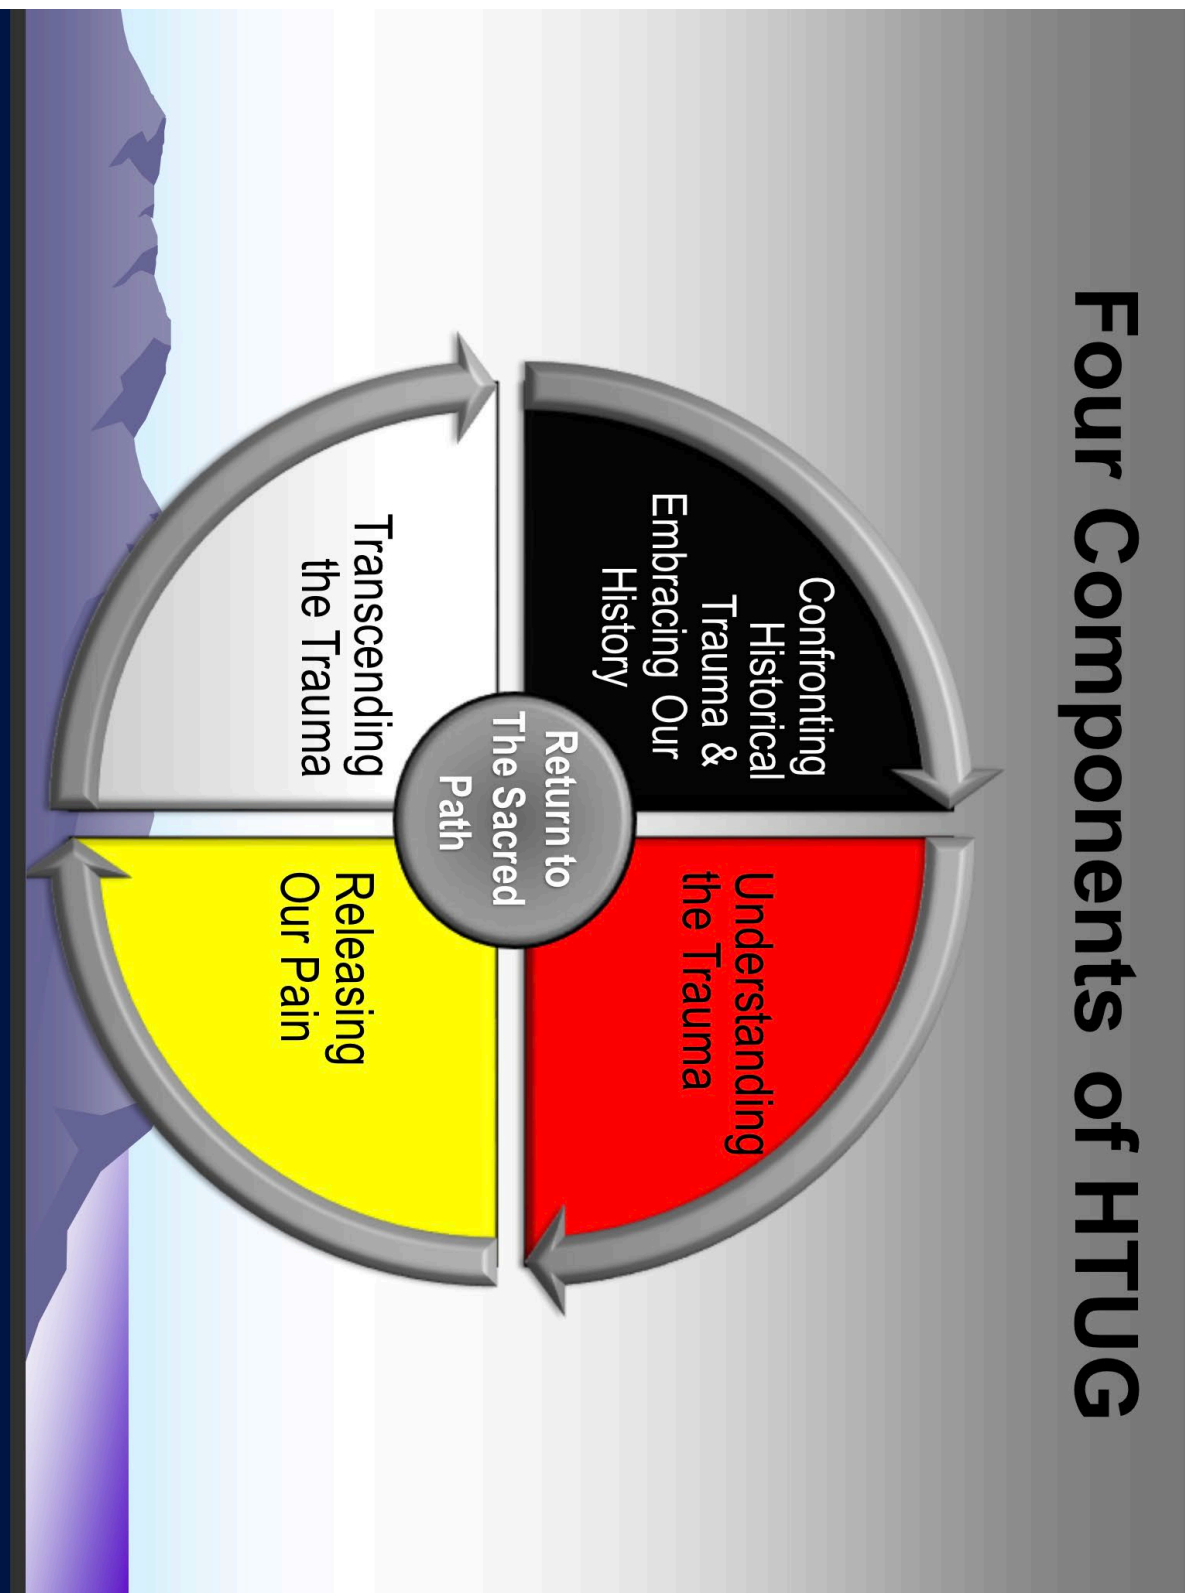 Four Components of HTUG
Confronting
Historical
Trauma &
Embracing Our
History
Understanding
the Trauma
Return to
The Sacred
Path
Transcending
the Trauma
Releasing
Our Pain